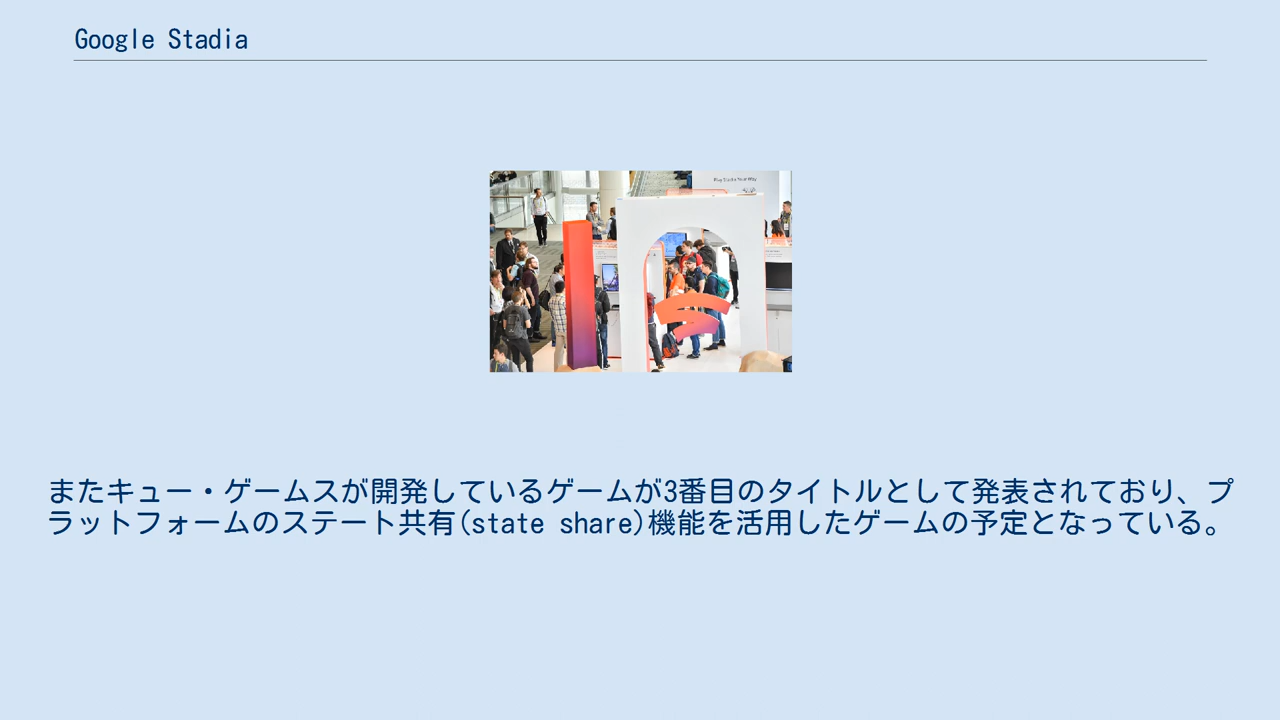 Google Stadia
Play Stadia Your Way
またキュー・ゲームスが開発しているゲームが3番目のタイトルとして発表されており、プ
ラットフォームのステート共有(state share)機能を活用したゲームの予定となっている。